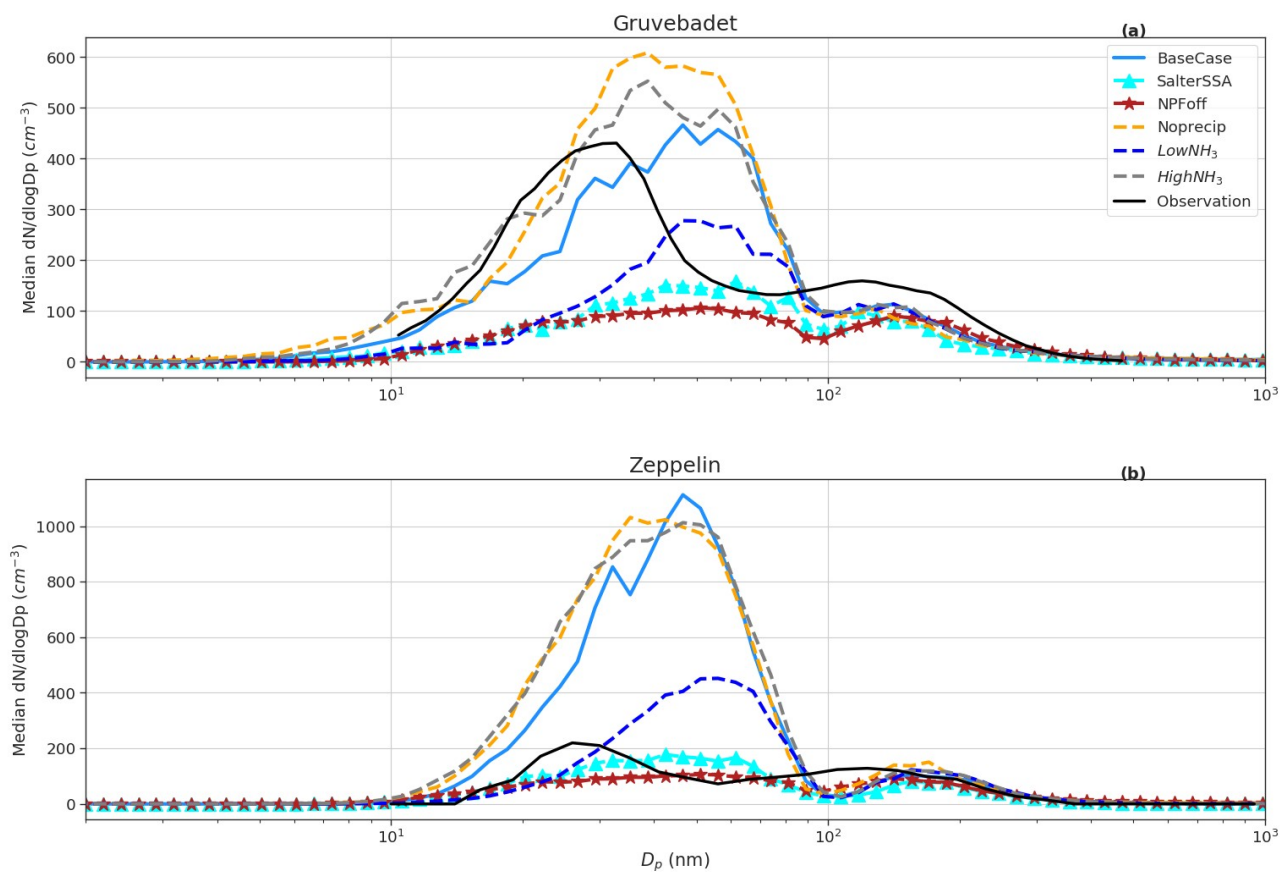 Gruvebadet
(a)
Median dN/dlogDp (cm⁻³)
600
500
400
300
200
100
0
10¹
10²
10³
BaseCase
SalterSSA
NPFoff
Noprecip
LowNH₃
HighNH₃
Observation
Zeppelin
(b)
Median dN/dlogDp (cm⁻³)
1000
800
600
400
200
0
10¹
10²
10³
Dₚ (nm)